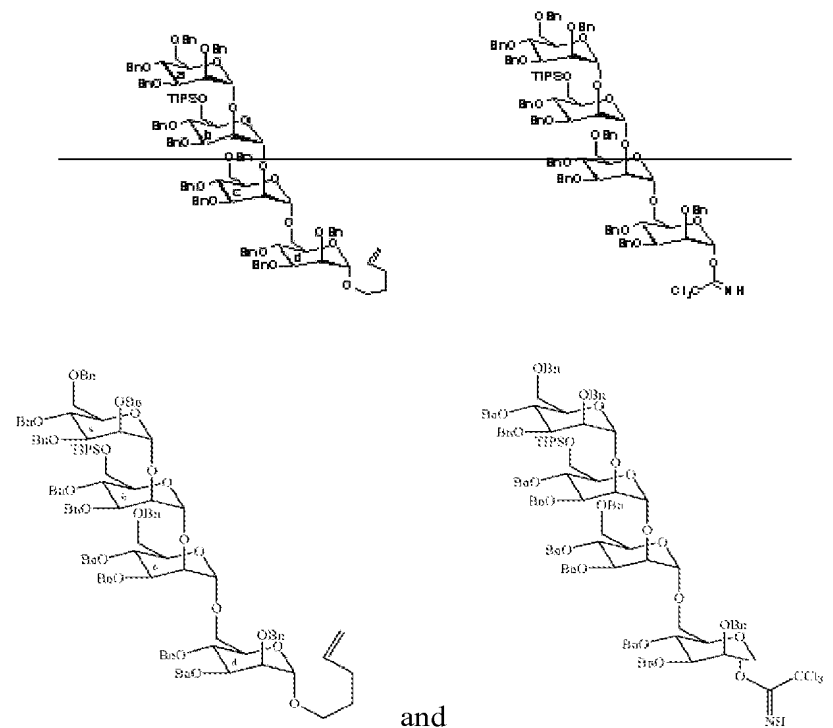 OBn
BnO OBn O
BnO a
TIPSO O
BnO O
BnO b
OBn O
BnO O
BnO c
O
BnO OBn O
BnO d
O
OBn
BnO OBn O
BnO
TIPSO O
BnO O
BnO
OBn O
BnO O
BnO
O
BnO OBn O
BnO
O
Cl3C NH
OBn
BnO OBn O
BnO
TIPSO O
BnO O
BnO b
OBn O
BnO O
BnO c
O
BnO OBn O
BnO d
O
and
OBn
BnO OBn O
BnO
TIPSO O
BnO O
BnO
OBn O
BnO O
BnO
O
BnO OBn O
BnO
O CCl3
NH